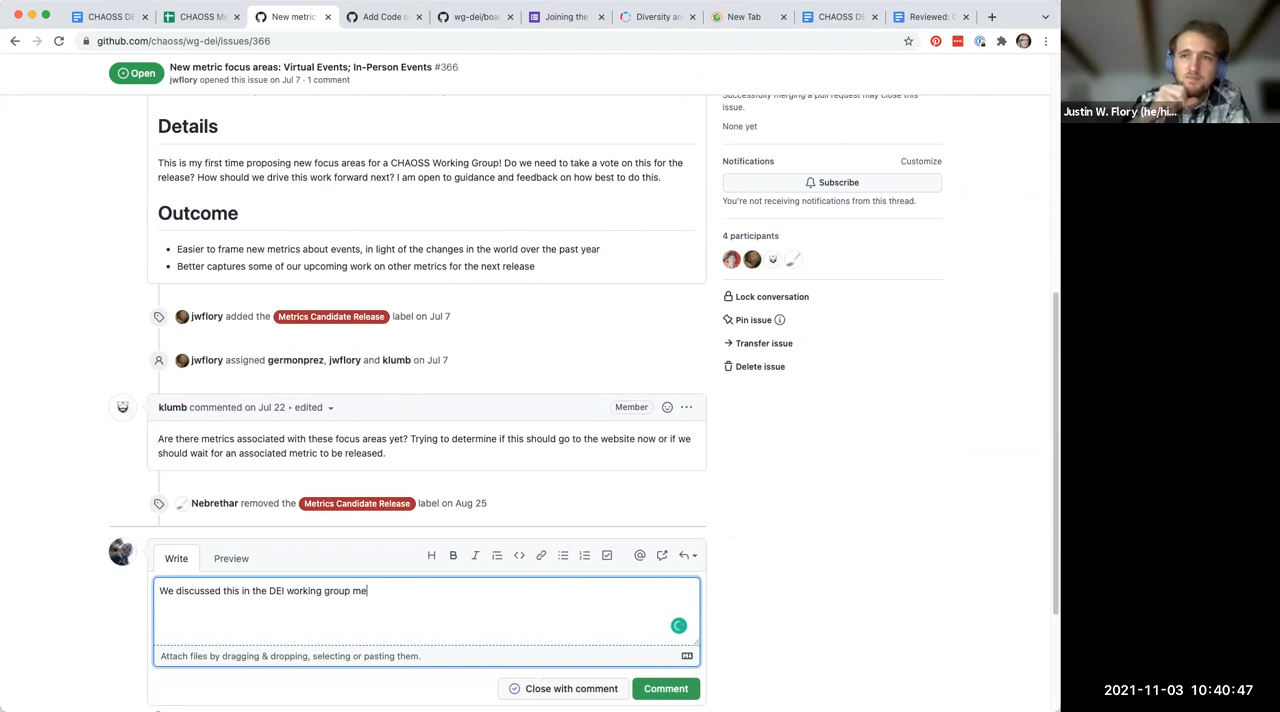 CHAOSS DE
CHAOSS Me
New metric
Add Code o
wg-dei/boa
Joining the
Diversity an
New Tab
CHAOSS DE
Reviewed: C
github.com/chaoss/wg-dei/issues/366
Open
New metric focus areas: Virtual Events; In-Person Events #366
jwflory opened this issue on Jul 7 · 1 comment
Details
This is my first time proposing new focus areas for a CHAOSS Working Group! Do we need to take a vote on this for the
release? How should we drive this work forward next? I am open to guidance and feedback on how best to do this.
Outcome
• Easier to frame new metrics about events, in light of the changes in the world over the past year
• Better captures some of our upcoming work on other metrics for the next release
jwflory added the Metrics Candidate Release label on Jul 7
jwflory assigned germonprez, jwflory and klumb on Jul 7
klumb commented on Jul 22 • edited
Member
Are there metrics associated with these focus areas yet? Trying to determine if this should go to the website now or if we
should wait for an associated metric to be released.
Nebrethar removed the Metrics Candidate Release label on Aug 25
Write
Preview
We discussed this in the DEI working group me
Attach files by dragging & dropping, selecting or pasting them.
Close with comment
Comment
Successfully merging a pull request may close this
issue.
None yet
Notifications
Customize
Subscribe
You're not receiving notifications from this thread.
4 participants
Lock conversation
Pin issue
Transfer issue
Delete issue
Justin W. Flory (he/hi...
2021-11-03 10:40:47